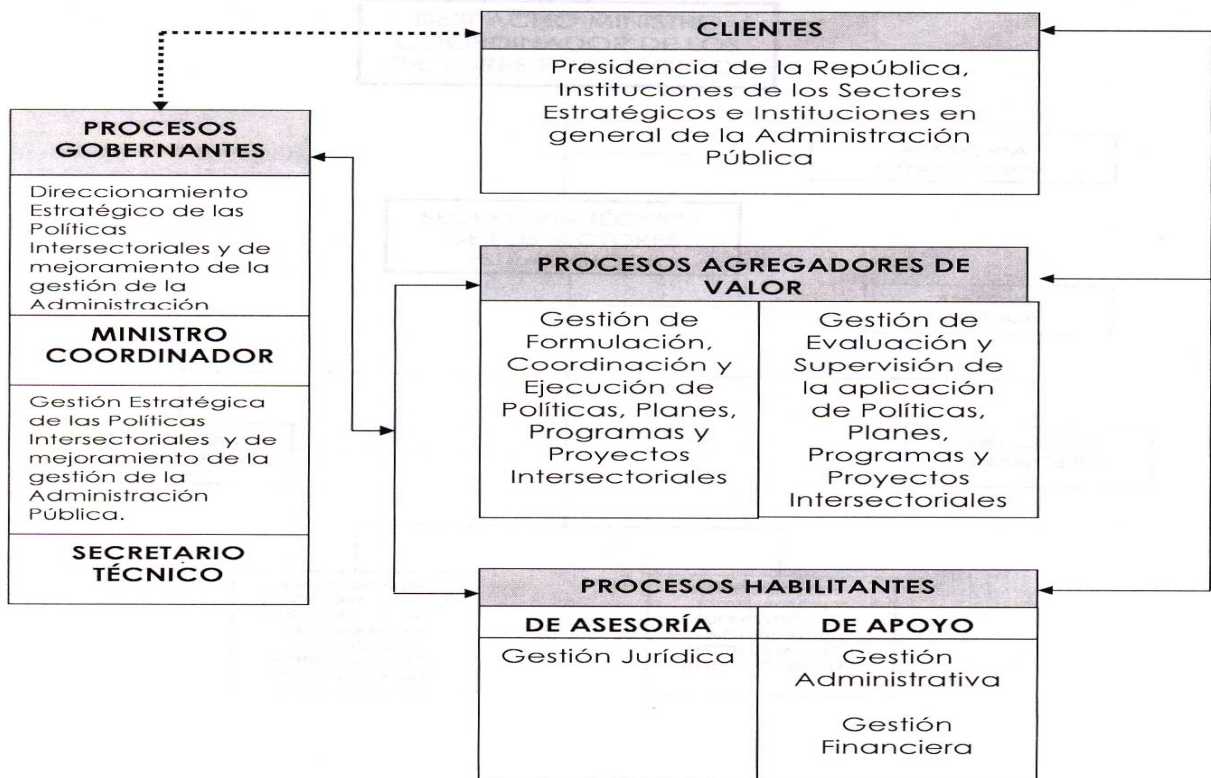 CLIENTES
Presidencia de la República,
Instituciones de los Sectores
Estratégicos e Instituciones en
general de la Administración
Pública
PROCESOS
GOBERNANTES
Direccionamiento
Estratégico de las
Políticas
Intersectoriales y de
mejoramiento de la
gestión de la
Administración
MINISTRO
COORDINADOR
Gestión Estratégica
de las Políticas
Intersectoriales y de
mejoramiento de la
gestión de la
Administración
Pública.
SECRETARIO
TÉCNICO
PROCESOS AGREGADORES DE
VALOR
Gestión de
Formulación,
Coordinación y
Ejecución de
Políticas, Planes,
Programas y
Proyectos
Intersectoriales
Gestión de
Evaluación y
Supervisión de
la aplicación
de Políticas,
Planes,
Programas y
Proyectos
Intersectoriales
PROCESOS HABILITANTES
DE ASESORÍA
Gestión Jurídica
DE APOYO
Gestión
Administrativa
Gestión
Financiera